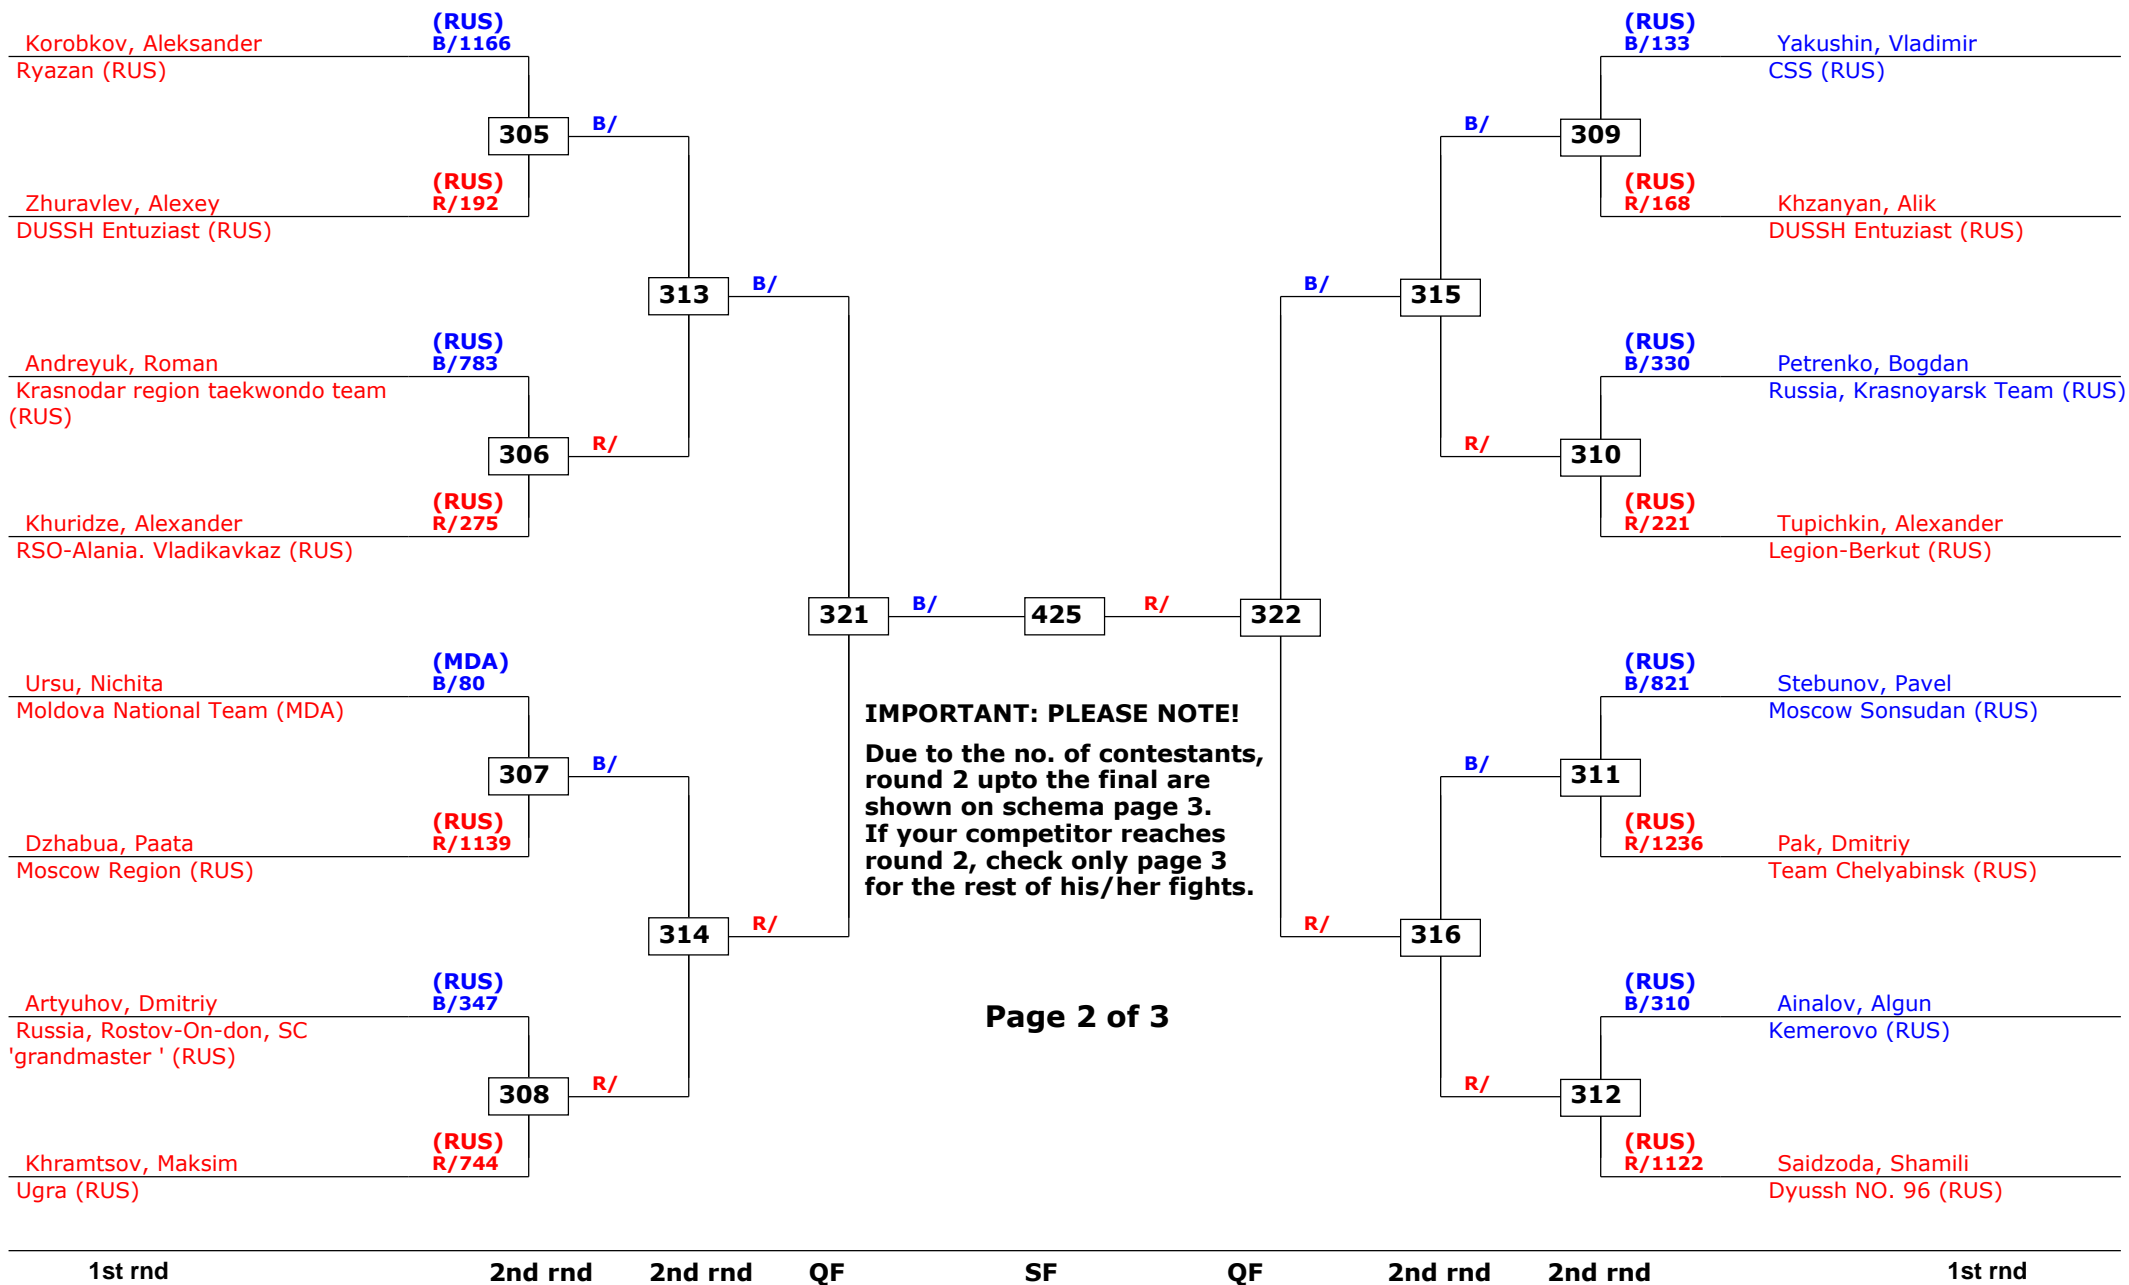 (RUS)
Korobkov, Aleksander B/1166
Ryazan (RUS)
305 B/
(RUS)
Zhuravlev, Alexey R/192
DUSSH Entuziast (RUS)
313 B/
(RUS)
Andreyuk, Roman B/783
Krasnodar region taekwondo team
(RUS)
306 R/
(RUS)
Khuridze, Alexander R/275
RSO-Alania. Vladikavkaz (RUS)
321 B/ 425 R/ 322
(MDA)
Ursu, Nichita B/80
Moldova National Team (MDA)
307 B/
(RUS)
Dzhabua, Paata R/1139
Moscow Region (RUS)
314 R/
(RUS)
Artyuhov, Dmitriy B/347
Russia, Rostov-On-don, SC
'grandmaster ' (RUS)
308 R/
(RUS)
Khramtsov, Maksim R/744
Ugra (RUS)
IMPORTANT: PLEASE NOTE!
Due to the no. of contestants,
round 2 upto the final are
shown on schema page 3.
If your competitor reaches
round 2, check only page 3
for the rest of his/her fights.
Page 2 of 3
(RUS)
B/133 Yakushin, Vladimir
CSS (RUS)
B/ 309
(RUS)
R/168 Khzanyan, Alik
DUSSH Entuziast (RUS)
B/ 315
(RUS)
B/330 Petrenko, Bogdan
Russia, Krasnoyarsk Team (RUS)
R/ 310
(RUS)
R/221 Tupichkin, Alexander
Legion-Berkut (RUS)
(RUS)
B/821 Stebunov, Pavel
Moscow Sonsudan (RUS)
B/ 311
(RUS)
R/1236 Pak, Dmitriy
Team Chelyabinsk (RUS)
R/ 316
(RUS)
B/310 Ainalov, Algun
Kemerovo (RUS)
R/ 312
(RUS)
R/1122 Saidzoda, Shamili
Dyussh NO. 96 (RUS)
1st rnd 2nd rnd 2nd rnd QF SF QF 2nd rnd 2nd rnd 1st rnd